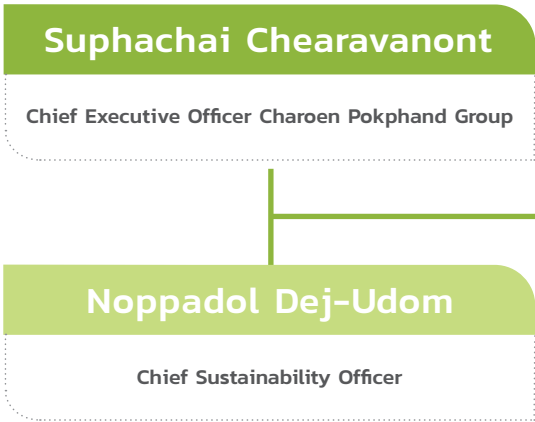 Suphachai Chearavanont
Chief Executive Officer Charoen Pokphand Group
Noppadol Dej-Udom
Chief Sustainability Officer